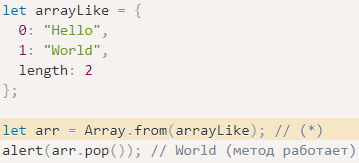 let arrayLike = {
  0: "Hello",
  1: "World",
  length: 2
};

let arr = Array.from(arrayLike); // (*)
alert(arr.pop()); // World (метод работает)